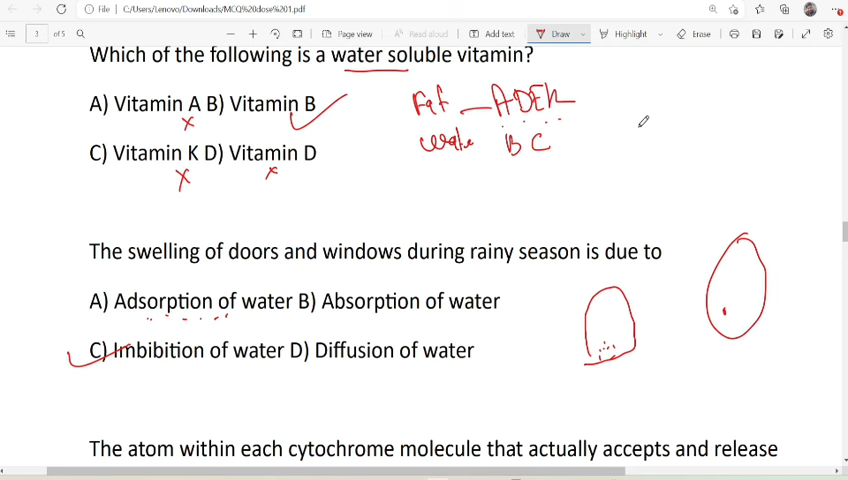 File
C:/Users/Lenovo/Downloads/MCQ%20dose%201.pdf
3 of 5
Page view
Read aloud
Add text
Draw
Highlight
Erase
Which of the following is a water soluble vitamin?
A) Vitamin A B) Vitamin B
Fat — ADEK
C) Vitamin K D) Vitamin D
Water B C
The swelling of doors and windows during rainy season is due to
A) Adsorption of water B) Absorption of water
C) Imbibition of water D) Diffusion of water
The atom within each cytochrome molecule that actually accepts and release